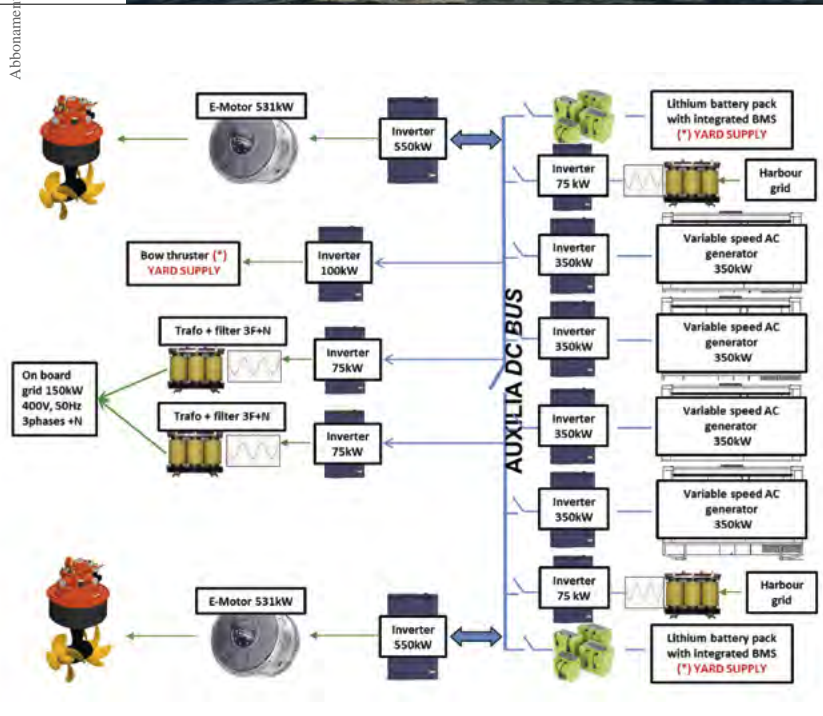 Abbonamen
E-Motor 531kW
Inverter
550kW
Lithium battery pack
with integrated BMS
(*) YARD SUPPLY
Inverter
75 kW
Harbour
grid
Bow thruster (*)
YARD SUPPLY
Inverter
100kW
Inverter
350kW
Variable speed AC
generator
350kW
Trafo + filter 3F+N
Inverter
75kW
Inverter
350kW
Variable speed AC
generator
350kW
On board
grid 150kW
400V, 50Hz
3phases +N
AUXILIA DC BUS
Trafo + filter 3F+N
Inverter
75kW
Inverter
350kW
Variable speed AC
generator
350kW
Inverter
350kW
Variable speed AC
generator
350kW
Inverter
75 kW
Harbour
grid
E-Motor 531kW
Inverter
550kW
Lithium battery pack
with integrated BMS
(*) YARD SUPPLY